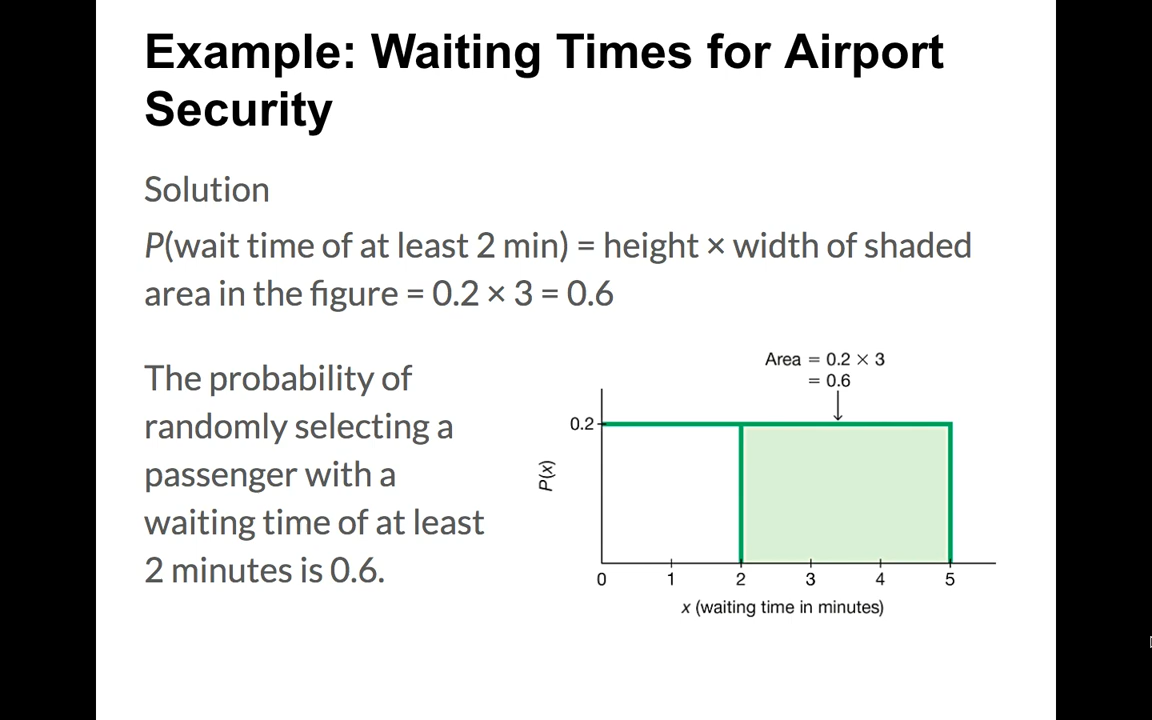 Example: Waiting Times for Airport
Security
Solution
P(wait time of at least 2 min) = height × width of shaded
area in the figure = 0.2 × 3 = 0.6
The probability of
randomly selecting a
passenger with a
waiting time of at least
2 minutes is 0.6.
Area = 0.2 × 3
= 0.6
0.2
P(x)
0 1 2 3 4 5
x (waiting time in minutes)